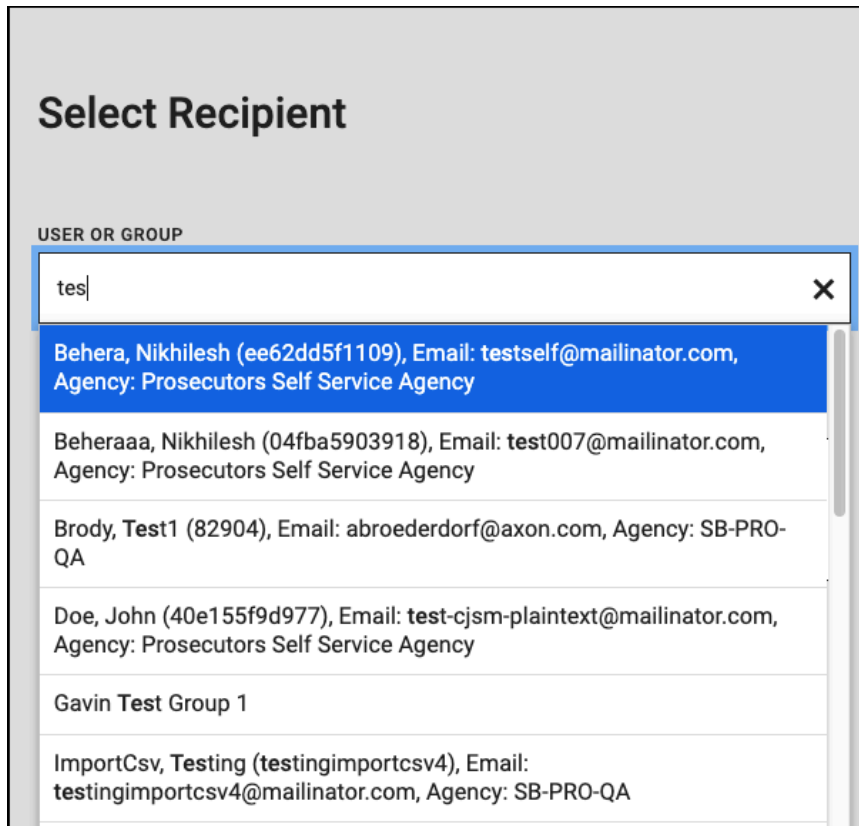 Select Recipient
USER OR GROUP
tes
Behera, Nikhilesh (ee62dd5f1109), Email: testself@mailinator.com,
Agency: Prosecutors Self Service Agency
Beheraaa, Nikhilesh (04fba5903918), Email: test007@mailinator.com,
Agency: Prosecutors Self Service Agency
Brody, Test1 (82904), Email: abroederdorf@axon.com, Agency: SB-PRO-
QA
Doe, John (40e155f9d977), Email: test-cjsm-plaintext@mailinator.com,
Agency: Prosecutors Self Service Agency
Gavin Test Group 1
ImportCsv, Testing (testingimportcsv4), Email:
testingimportcsv4@mailinator.com, Agency: SB-PRO-QA